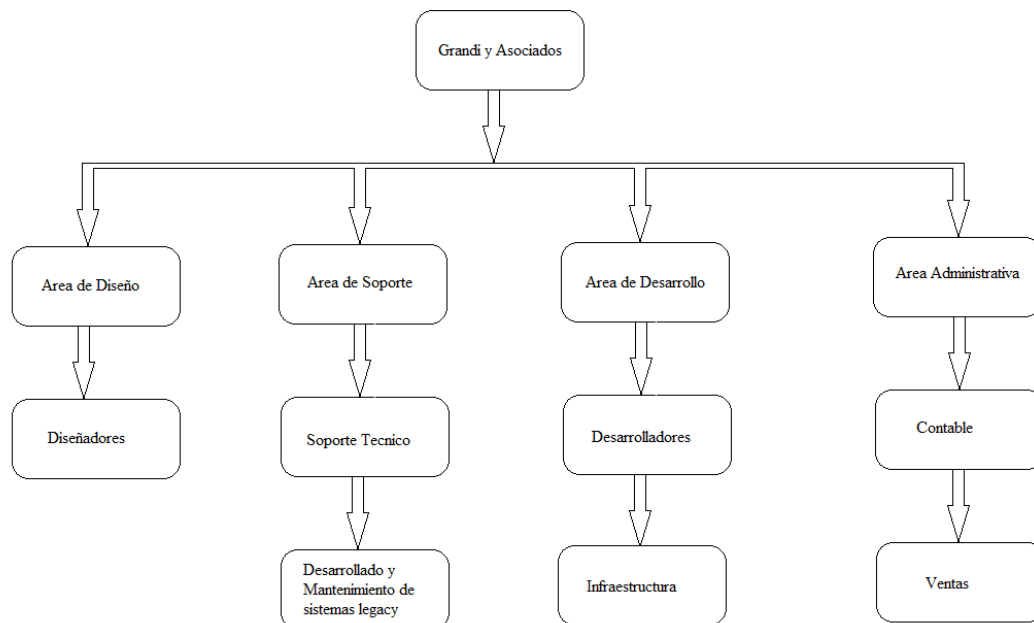 Grandi y Asociados
Area de Diseño
Area de Soporte
Area de Desarrollo
Area Administrativa
Diseñadores
Soporte Tecnico
Desarrolladores
Contable
Desarrollado y
Mantenimiento de
sistemas legacy
Infraestructura
Ventas